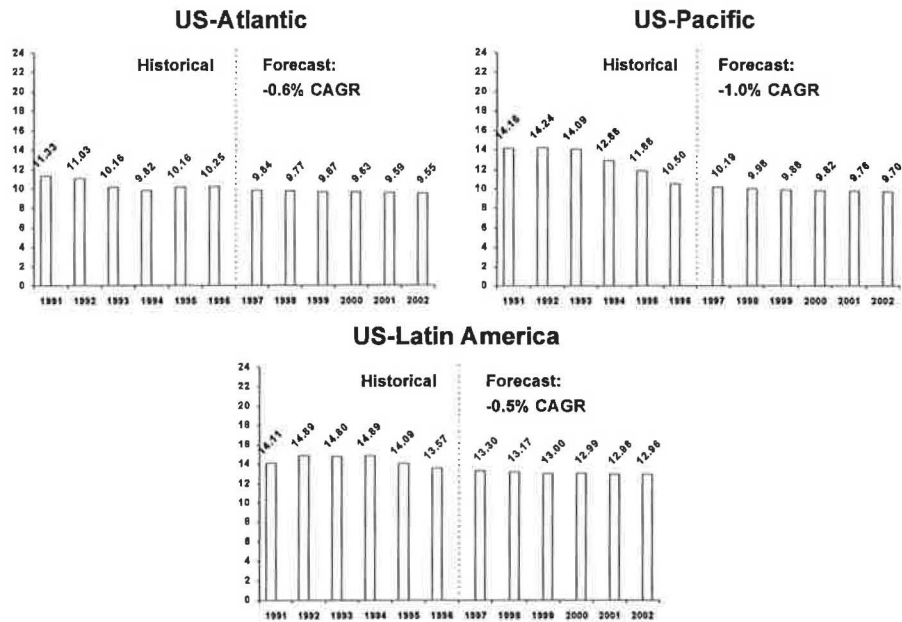 US-Atlantic
24
22
20
18
16
14
12
10
8
6
4
2
0
Historical
Forecast:
-0.6% CAGR
11.33 11.03 10.16 9.82 10.16 10.25 9.84 9.77 9.67 9.63 9.59 9.55
1991 1992 1993 1994 1995 1996 1997 1998 1999 2000 2001 2002
US-Pacific
24
22
20
18
16
14
12
10
8
6
4
2
0
Historical
Forecast:
-1.0% CAGR
14.16 14.24 14.09 12.88 11.86 10.50 10.19 9.98 9.88 9.82 9.76 9.70
1991 1992 1993 1994 1995 1996 1997 1998 1999 2000 2001 2002
US-Latin America
24
22
20
18
16
14
12
10
8
6
4
2
0
Historical
Forecast:
-0.5% CAGR
14.11 14.89 14.80 14.89 14.09 13.57 13.30 13.17 13.00 12.99 12.98 12.96
1991 1992 1993 1994 1995 1996 1997 1998 1999 2000 2001 2002